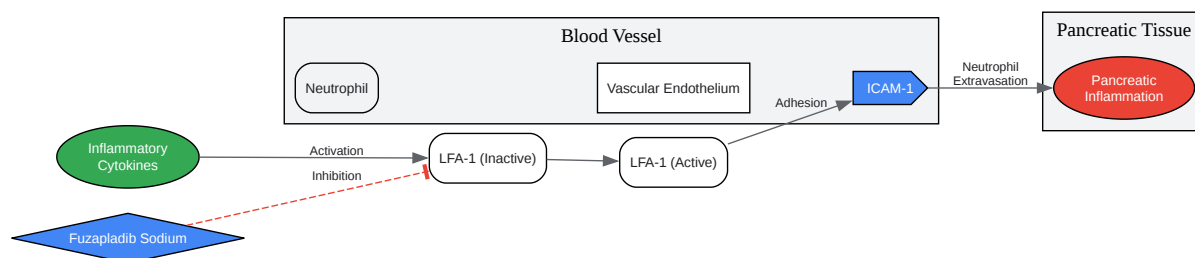 Blood Vessel
Pancreatic Tissue
Neutrophil
Vascular Endothelium
ICAM-1
Neutrophil
Extravasation
Pancreatic
Inflammation
Adhesion
Inflammatory
Cytokines
Activation
LFA-1 (Inactive)
LFA-1 (Active)
Inhibition
Fuzapladib Sodium